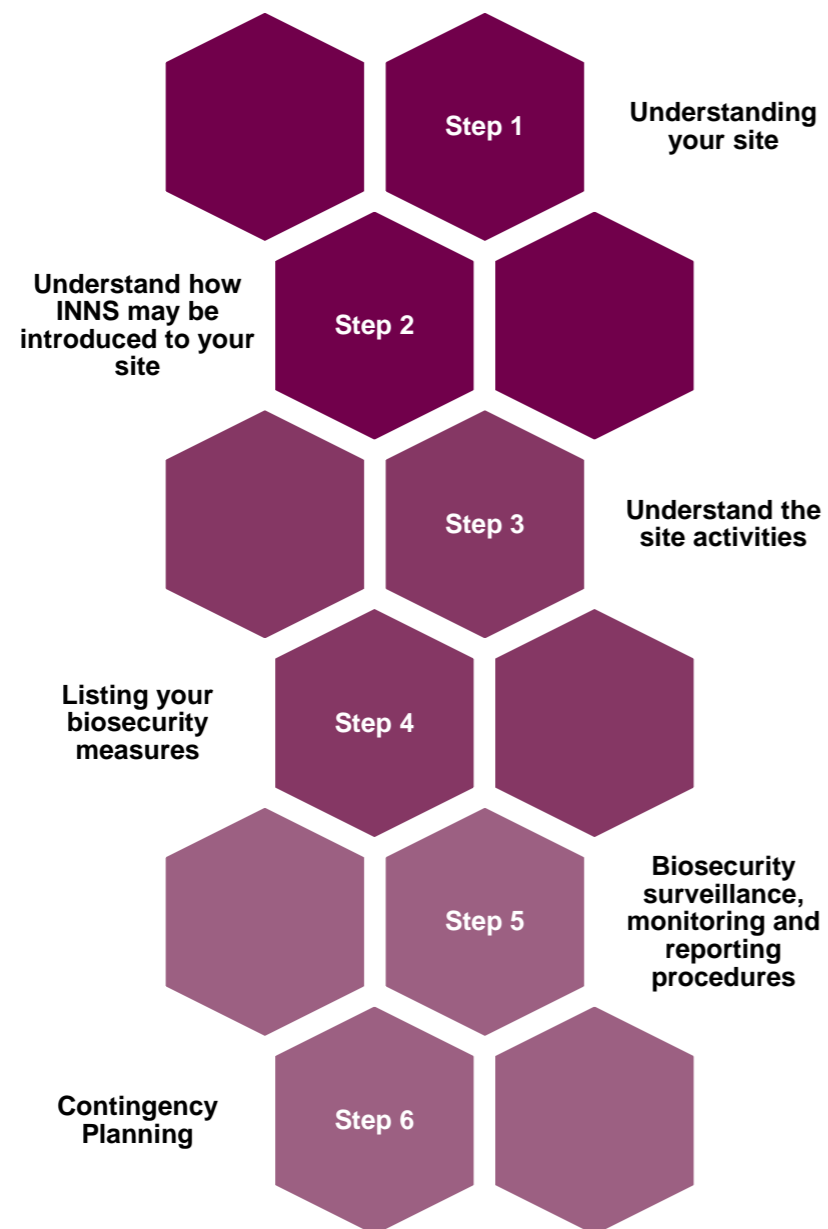 Step 1
Understanding
your site
Understand how
INNS may be
introduced to your
site
Step 2
Step 3
Understand the
site activities
Listing your
biosecurity
measures
Step 4
Step 5
Biosecurity
surveillance,
monitoring and
reporting
procedures
Contingency
Planning
Step 6